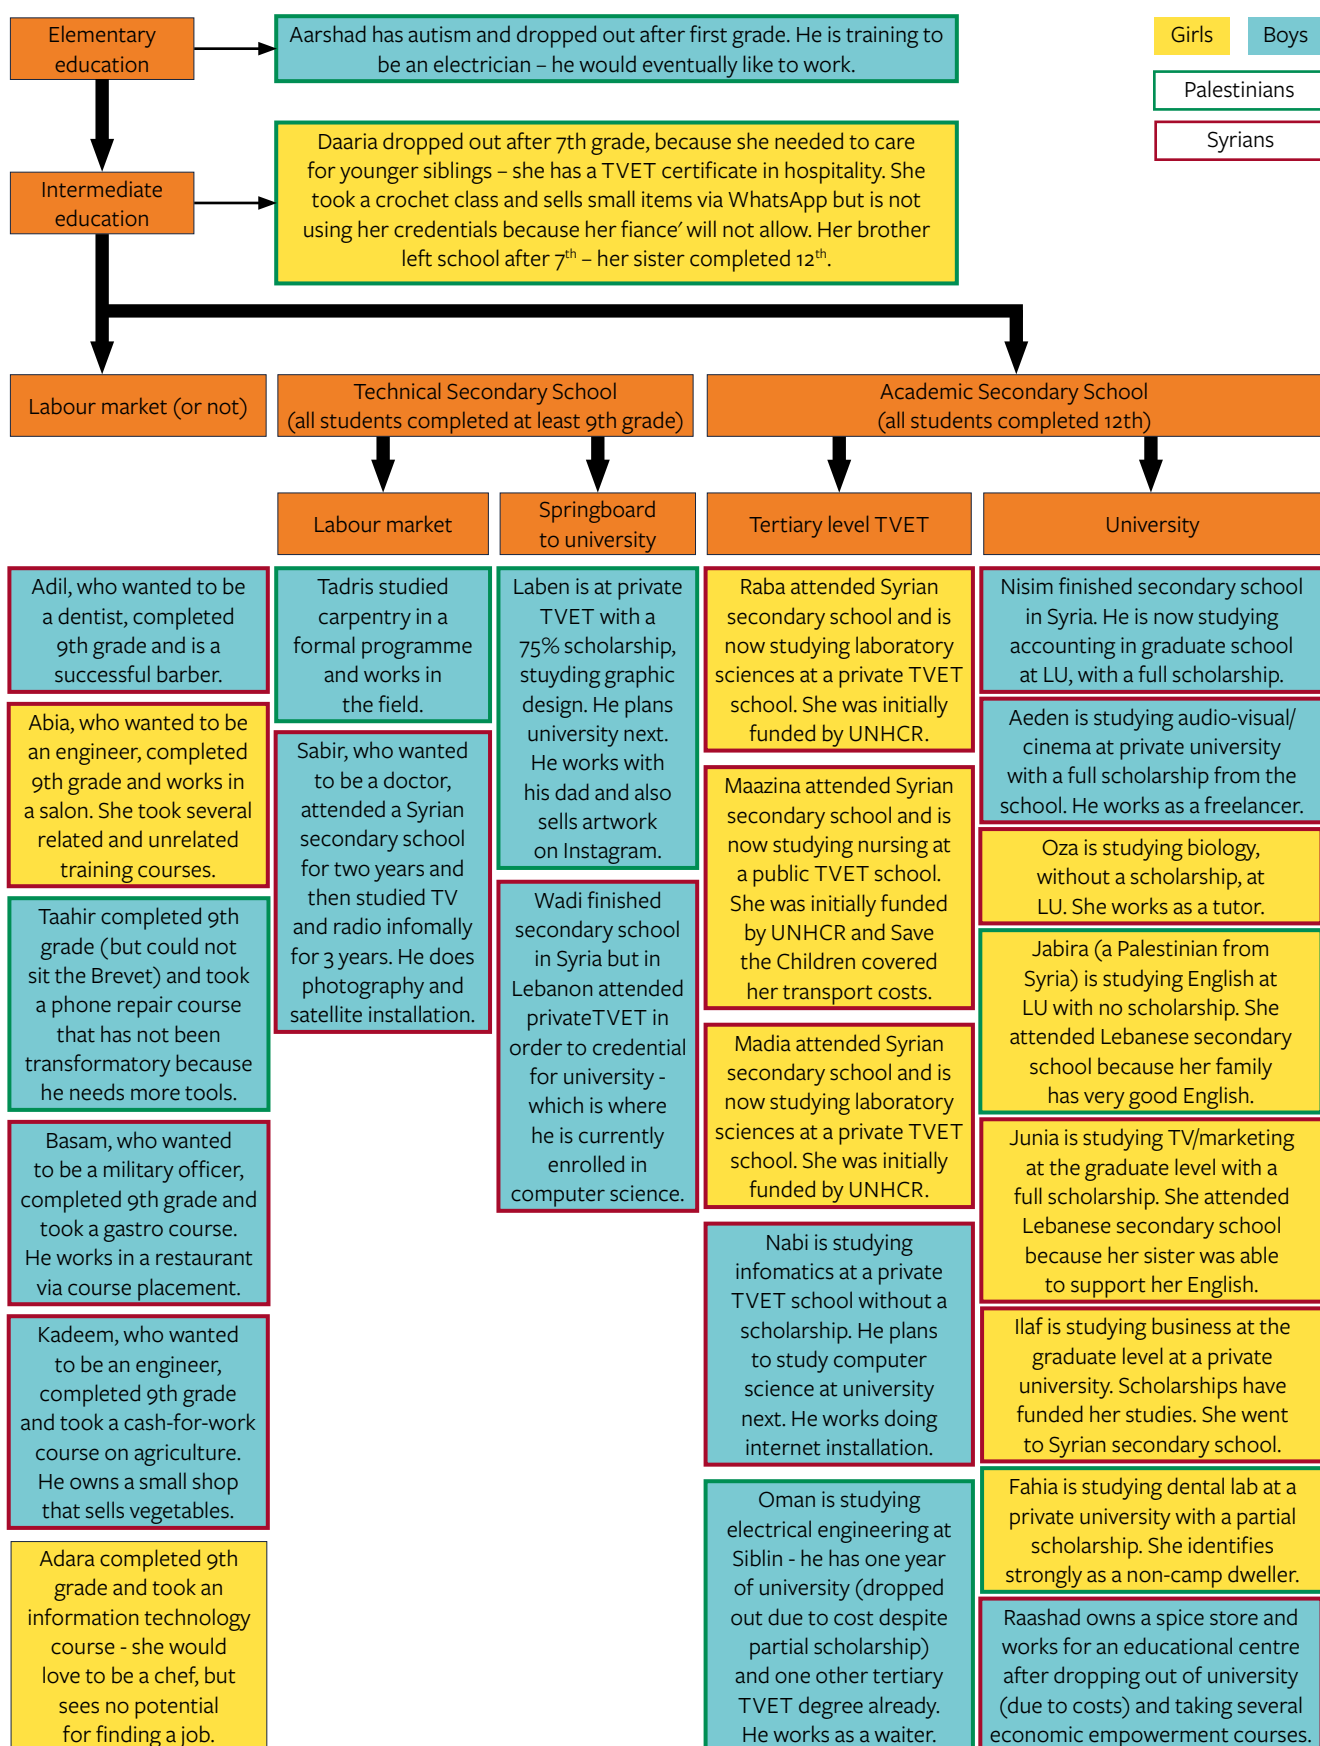 Elementary
education
Aarshad has autism and dropped out after first grade. He is training to
be an electrician – he would eventually like to work.
Girls
Boys
Palestinians
Syrians
Intermediate
education
Daaria dropped out after 7th grade, because she needed to care
for younger siblings – she has a TVET certificate in hospitality. She
took a crochet class and sells small items via WhatsApp but is not
using her credentials because her fiance′ will not allow. Her brother
left school after 7th – her sister completed 12th.
Labour market (or not)
Technical Secondary School
(all students completed at least 9th grade)
Academic Secondary School
(all students completed 12th)
Labour market
Springboard
to university
Tertiary level TVET
University
Adil, who wanted to be
a dentist, completed
9th grade and is a
successful barber.
Abia, who wanted to be
an engineer, completed
9th grade and works in
a salon. She took several
related and unrelated
training courses.
Taahir completed 9th
grade (but could not
sit the Brevet) and took
a phone repair course
that has not been
transformatory because
he needs more tools.
Basam, who wanted
to be a military officer,
completed 9th grade and
took a gastro course.
He works in a restaurant
via course placement.
Kadeem, who wanted
to be an engineer,
completed 9th grade
and took a cash-for-work
course on agriculture.
He owns a small shop
that sells vegetables.
Adara completed 9th
grade and took an
information technology
course - she would
love to be a chef, but
sees no potential
for finding a job.
Tadris studied
carpentry in a
formal programme
and works in
the field.
Sabir, who wanted
to be a doctor,
attended a Syrian
secondary school
for two years and
then studied TV
and radio infomally
for 3 years. He does
photography and
satellite installation.
Laben is at private
TVET with a
75% scholarship,
stuyding graphic
design. He plans
university next.
He works with
his dad and also
sells artwork
on Instagram.
Wadi finished
secondary school
in Syria but in
Lebanon attended
privateTVET in
order to credential
for university -
which is where
he is currently
enrolled in
computer science.
Raba attended Syrian
secondary school and is
now studying laboratory
sciences at a private TVET
school. She was initially
funded by UNHCR.
Maazina attended Syrian
secondary school and is
now studying nursing at
a public TVET school.
She was initially funded
by UNHCR and Save
the Children covered
her transport costs.
Madia attended Syrian
secondary school and is
now studying laboratory
sciences at a private TVET
school. She was initially
funded by UNHCR.
Nabi is studying
infomatics at a private
TVET school without a
scholarship. He plans
to study computer
science at university
next. He works doing
internet installation.
Oman is studying
electrical engineering at
Siblin - he has one year
of university (dropped
out due to cost despite
partial scholarship)
and one other tertiary
TVET degree already.
He works as a waiter.
Nisim finished secondary school
in Syria. He is now studying
accounting in graduate school
at LU, with a full scholarship.
Aeden is studying audio-visual/
cinema at private university
with a full scholarship from the
school. He works as a freelancer.
Oza is studying biology,
without a scholarship, at
LU. She works as a tutor.
Jabira (a Palestinian from
Syria) is studying English at
LU with no scholarship. She
attended Lebanese secondary
school because her family
has very good English.
Junia is studying TV/marketing
at the graduate level with a
full scholarship. She attended
Lebanese secondary school
because her sister was able
to support her English.
Ilaf is studying business at the
graduate level at a private
university. Scholarships have
funded her studies. She went
to Syrian secondary school.
Fahia is studying dental lab at a
private university with a partial
scholarship. She identifies
strongly as a non-camp dweller.
Raashad owns a spice store and
works for an educational centre
after dropping out of university
(due to costs) and taking several
economic empowerment courses.